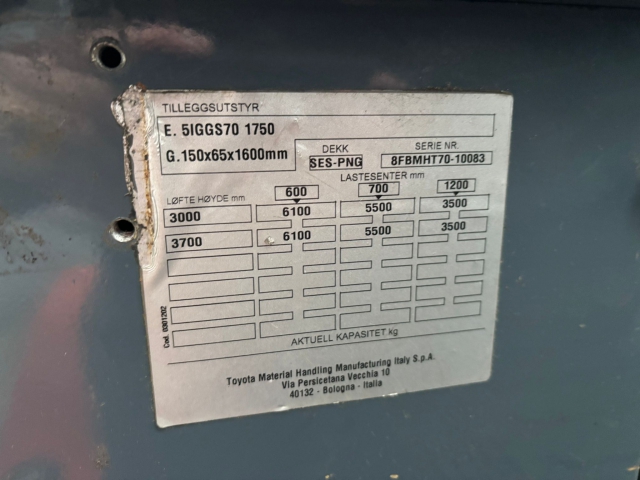 TILLEGGSUTSTYR
E. 5IGGS70 1750
G.150x65x1600mm
DEKK
SES-PNG
SERIE NR.
8FBMHT70-10083
LASTESENTER mm
LØFTE HØYDE mm 600 700 1200
3000 6100 5500 3500
3700 6100 5500 3500
AKTUELL KAPASITET kg
Cod. 0301202
Toyota Material Handling Manufacturing Italy S.p.A.
Via Persicetana Vecchia 10
40132 - Bologna - Italia